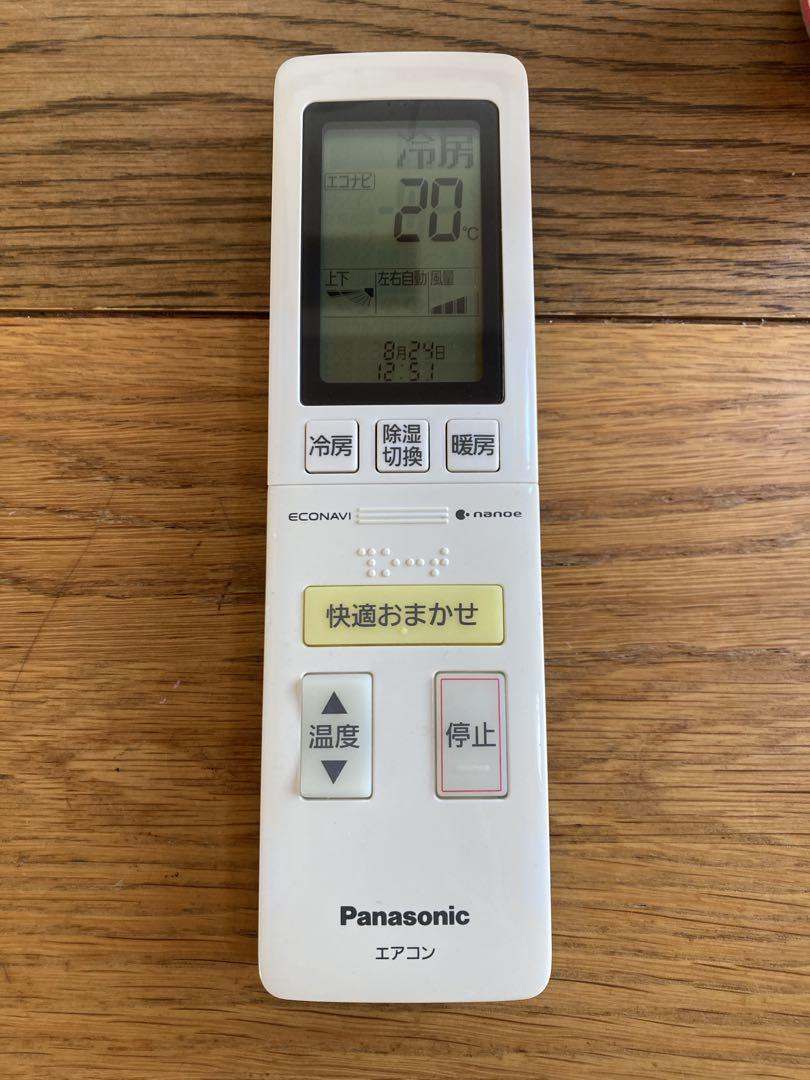 冷房
エコナビ
20℃
上下 左右自動 風量
8月24日
12:51
冷房 除湿切換 暖房
ECONAVI nanoe
快適おまかせ
▲
温度 停止
▼
Panasonic
エアコン